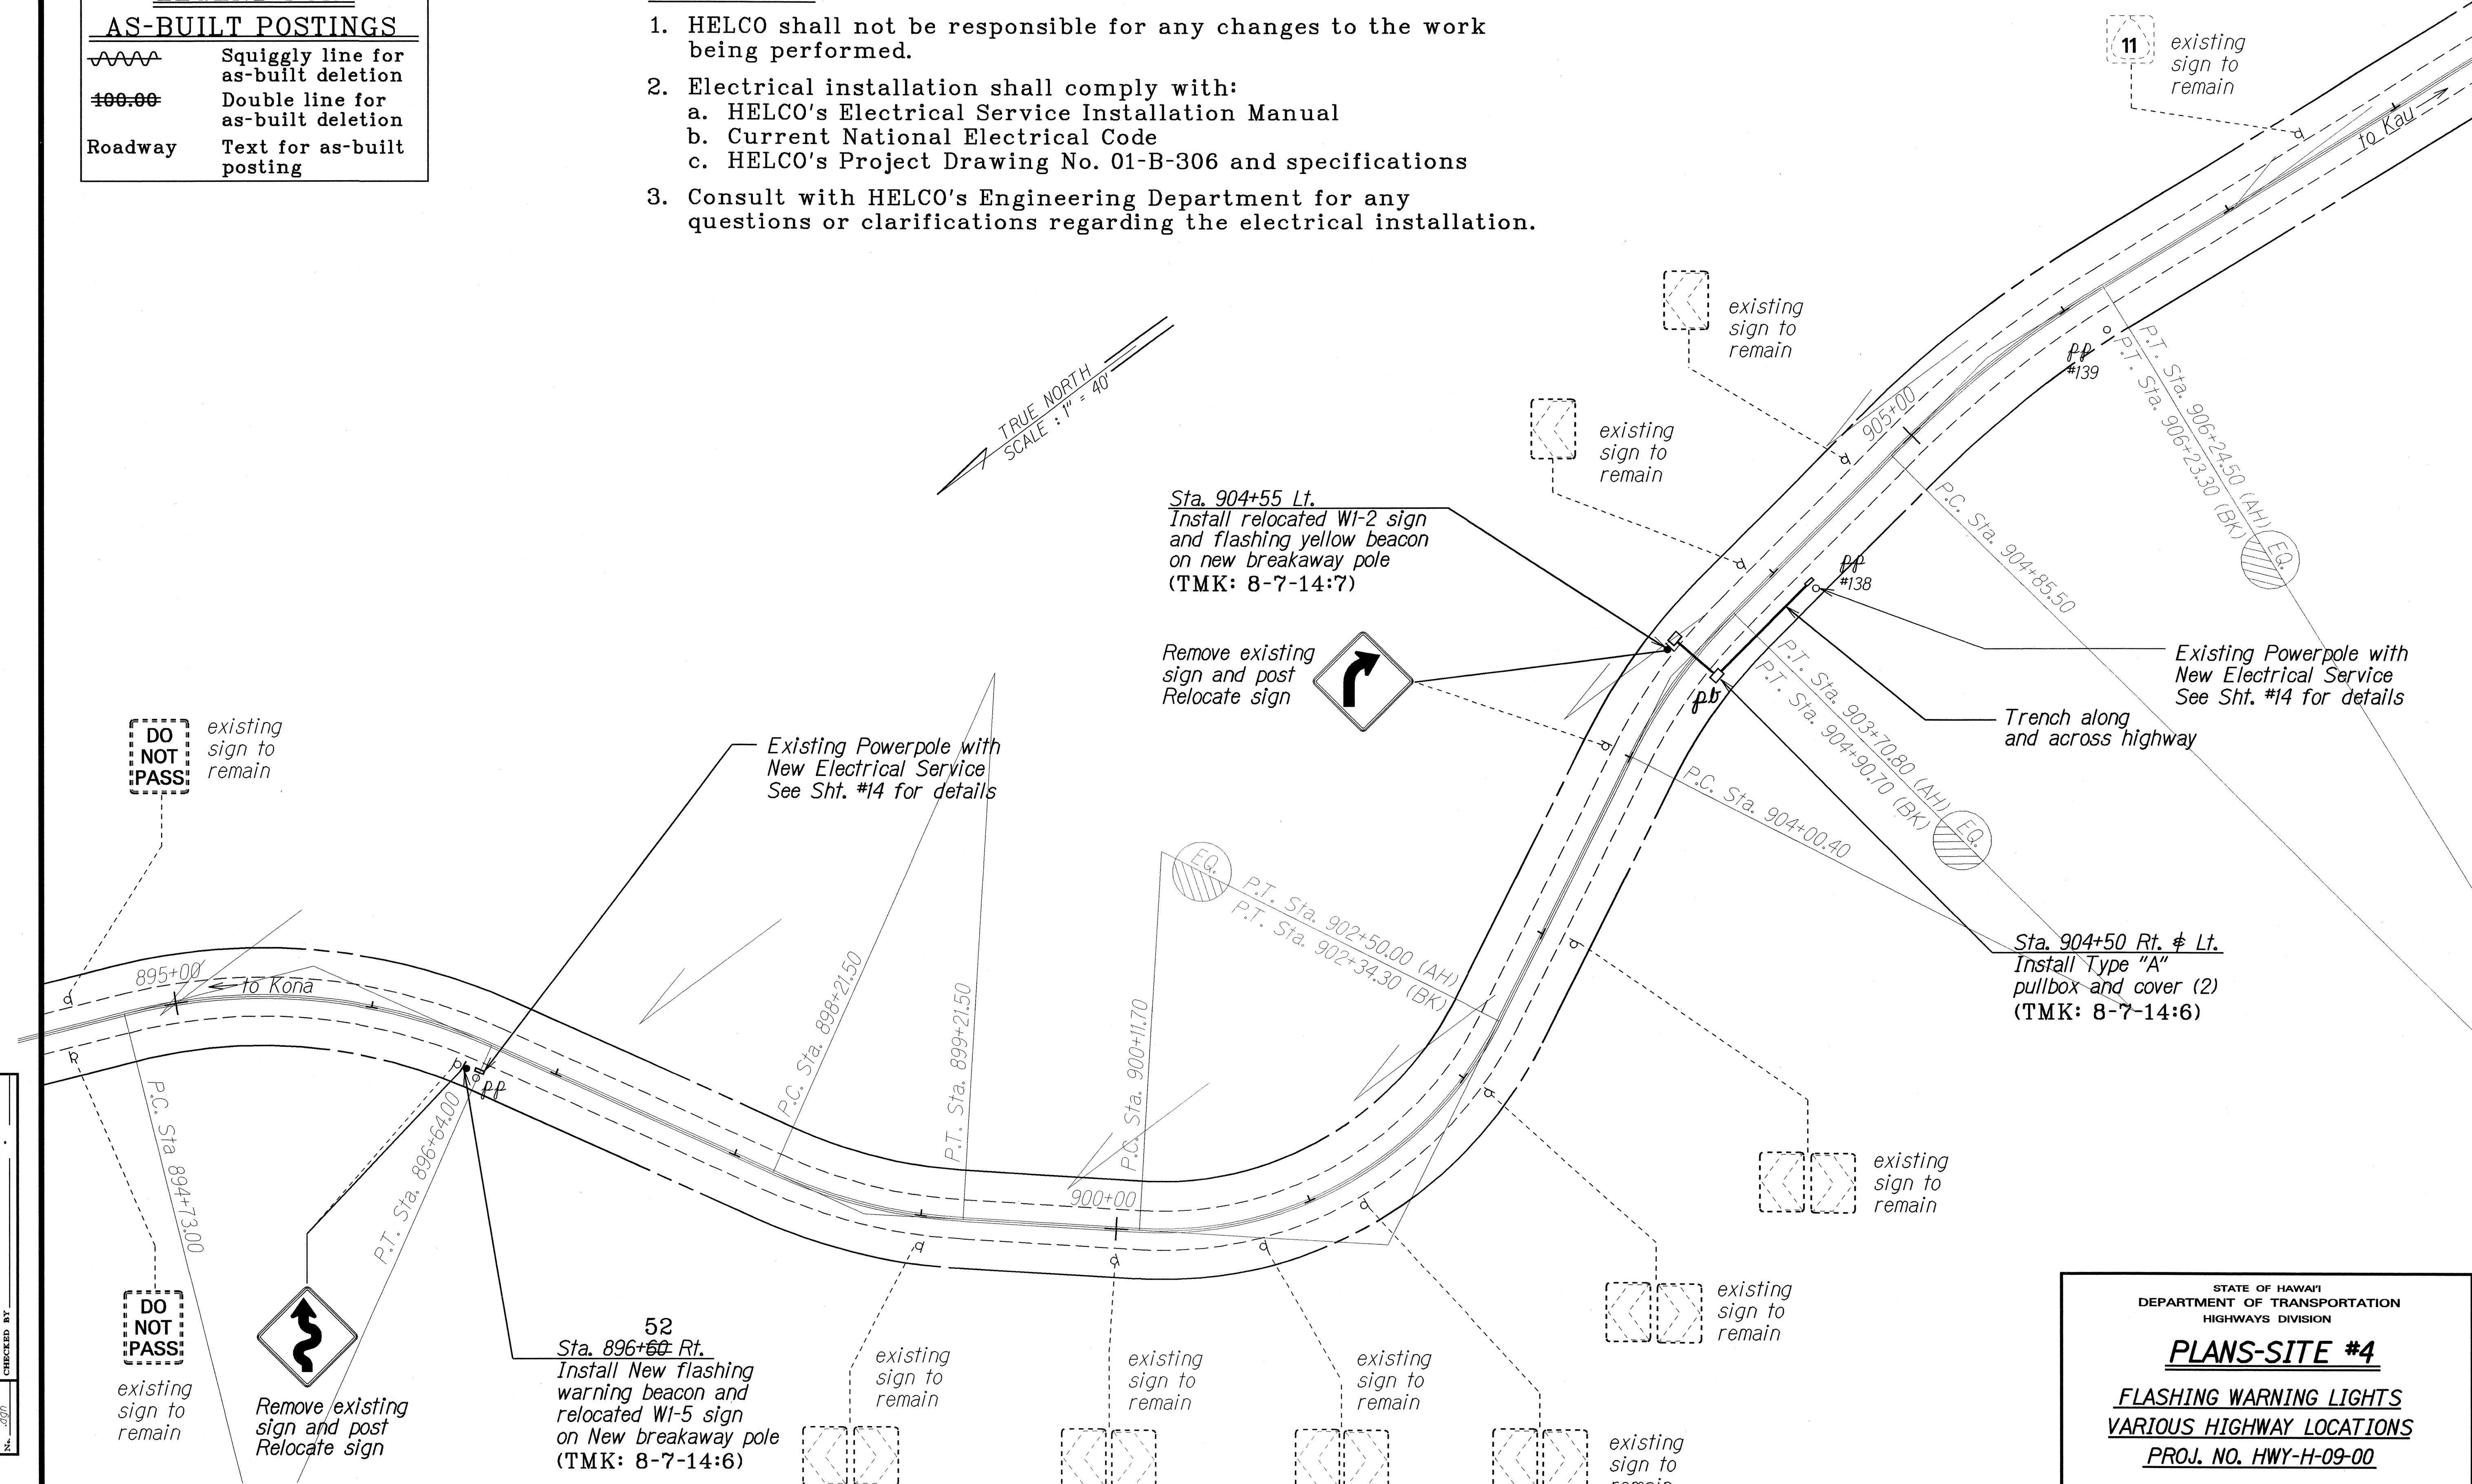 AS-BUILT POSTINGS
Squiggly line for
as-built deletion
100.00
Double line for
as-built deletion
Roadway
Text for as-built
posting
1. HELCO shall not be responsible for any changes to the work
being performed.
2. Electrical installation shall comply with:
a. HELCO's Electrical Service Installation Manual
b. Current National Electrical Code
c. HELCO's Project Drawing No. 01-B-306 and specifications
3. Consult with HELCO's Engineering Department for any
questions or clarifications regarding the electrical installation.
11
existing
sign to
remain
to Kau
existing
sign to
remain
existing
sign to
remain
TRUE NORTH
SCALE : 1" = 40'
905+00
pp
#139
P.T. Sta. 906+24.50 (AH)
P.T. Sta. 906+23.30 (BK)
EQ.
P.C. Sta. 904+85.50
Sta. 904+55 Lt.
Install relocated W1-2 sign
and flashing yellow beacon
on new breakaway pole
(TMK: 8-7-14:7)
Remove existing
sign and post
Relocate sign
pp
#138
pb
Existing Powerpole with
New Electrical Service
See Sht. #14 for details
Trench along
and across highway
P.T. Sta. 903+70.80 (AH)
P.T. Sta. 904+90.70 (BK)
EQ.
P.C. Sta. 904+00.40
Sta. 904+50 Rt. & Lt.
Install Type "A"
pullbox and cover (2)
(TMK: 8-7-14:6)
DO
NOT
PASS
existing
sign to
remain
Existing Powerpole with
New Electrical Service
See Sht. #14 for details
EQ.
P.T. Sta. 902+50.00 (AH)
P.T. Sta. 902+34.30 (BK)
895+00
to Kona
pp
P.C. Sta 894+73.00
P.T. Sta. 896+64.00
P.C. Sta. 898+21.50
P.T. Sta. 899+21.50
P.C. Sta. 900+11.70
900+00
DO
NOT
PASS
existing
sign to
remain
Remove existing
sign and post
Relocate sign
52
Sta. 896+60 Rt.
Install New flashing
warning beacon and
relocated W1-5 sign
on New breakaway pole
(TMK: 8-7-14:6)
existing
sign to
remain
existing
sign to
remain
existing
sign to
remain
existing
sign to
existing
sign to
remain
existing
sign to
remain
CHECKED BY
No. .dgn
STATE OF HAWAI'I
DEPARTMENT OF TRANSPORTATION
HIGHWAYS DIVISION
PLANS-SITE #4
FLASHING WARNING LIGHTS
VARIOUS HIGHWAY LOCATIONS
PROJ. NO. HWY-H-09-00